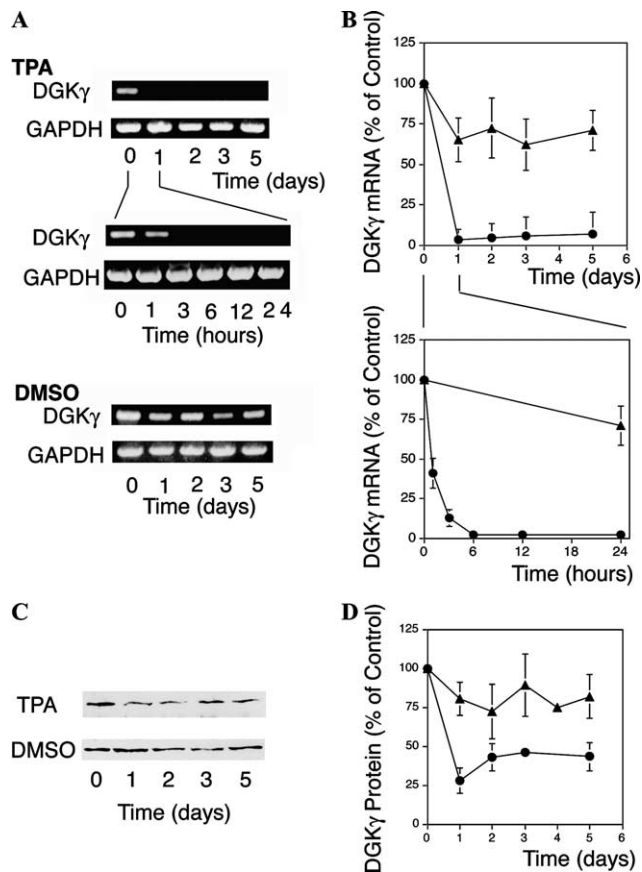 A
TPA
DGKγ
GAPDH
0 1 2 3 5
Time (days)
DGKγ
GAPDH
0 1 3 6 12 24
Time (hours)
DMSO
DGKγ
GAPDH
0 1 2 3 5
Time (days)
B
DGKγ mRNA (% of Control)
125
100
75
50
25
0
0 1 2 3 4 5 6
Time (days)
DGKγ mRNA (% of Control)
125
100
75
50
25
0
0 6 12 18 24
Time (hours)
C
TPA
DMSO
0 1 2 3 5
Time (days)
D
DGKγ Protein (% of Control)
125
100
75
50
25
0
0 1 2 3 4 5 6
Time (days)